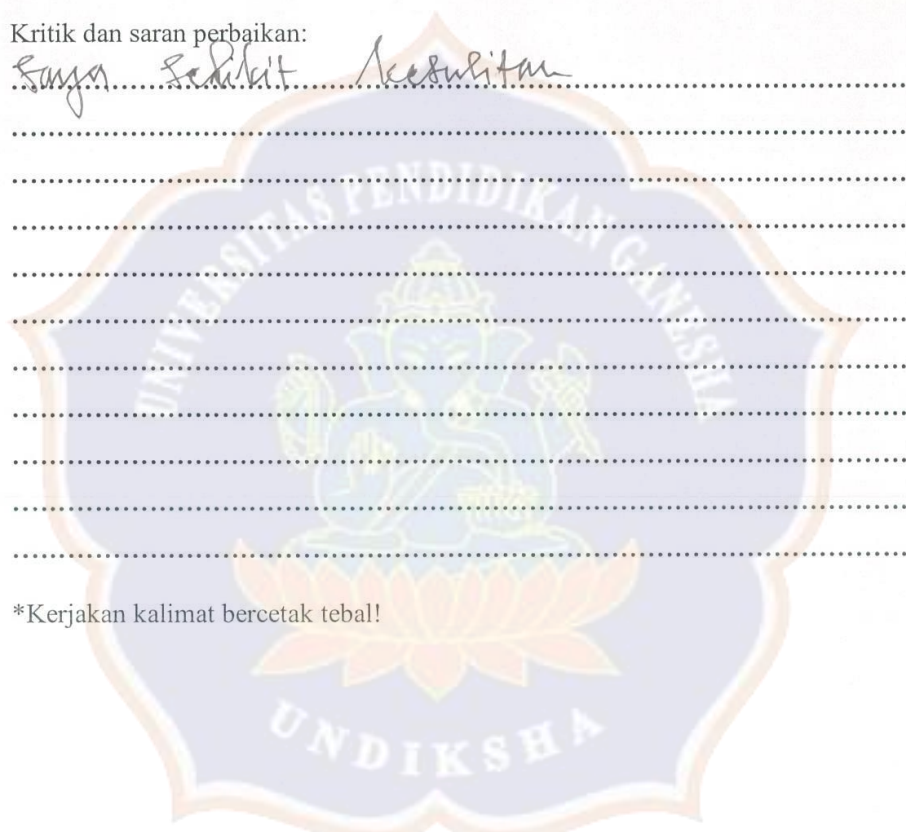 Kritik dan saran perbaikan:
Saya sedikit kesulitan
UNIVERSITAS PENDIDIKAN GANESHA
*Kerjakan kalimat bercetak tebal!
UNDIKSHA